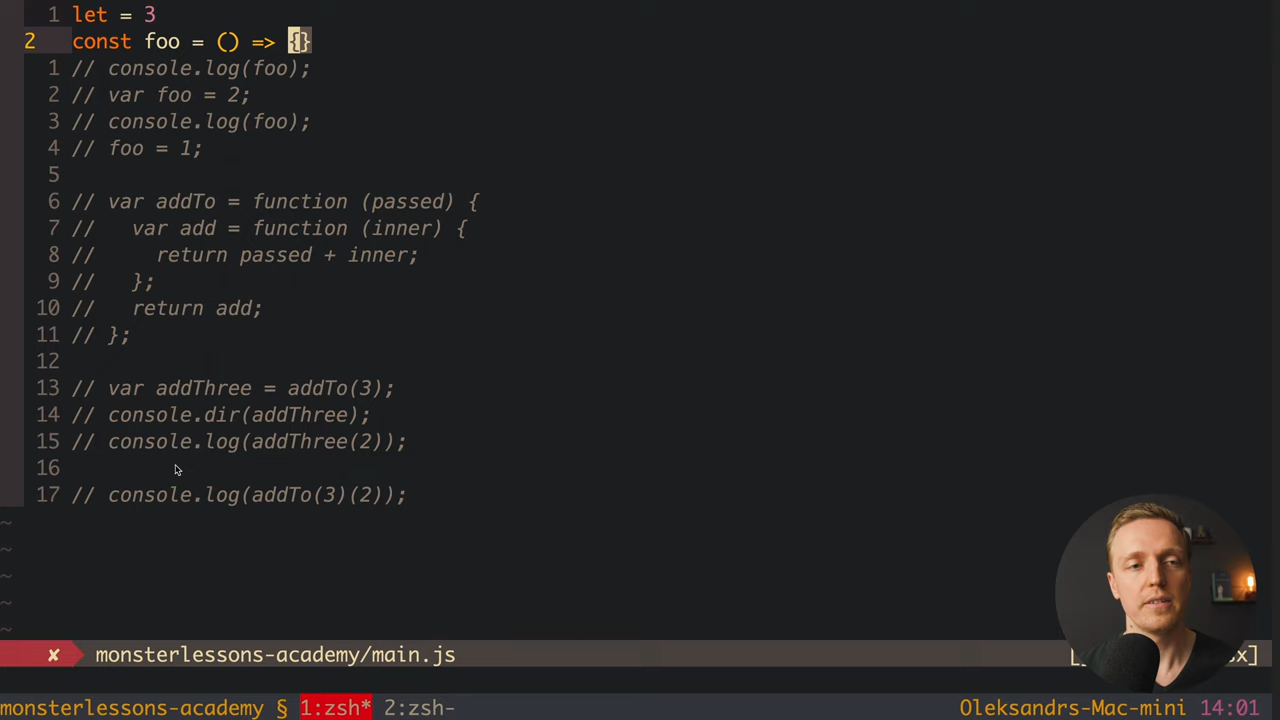 1 let = 3
2 const foo = () => {}
1 // console.log(foo);
2 // var foo = 2;
3 // console.log(foo);
4 // foo = 1;
5
6 // var addTo = function (passed) {
7 //   var add = function (inner) {
8 //     return passed + inner;
9 //   };
10 //   return add;
11 // };
12
13 // var addThree = addTo(3);
14 // console.dir(addThree);
15 // console.log(addThree(2));
16
17 // console.log(addTo(3)(2));
~
~
~
~
~
✘ monsterlessons-academy/main.js
monsterlessons-academy § 1:zsh* 2:zsh- Oleksandrs-Mac-mini 14:01